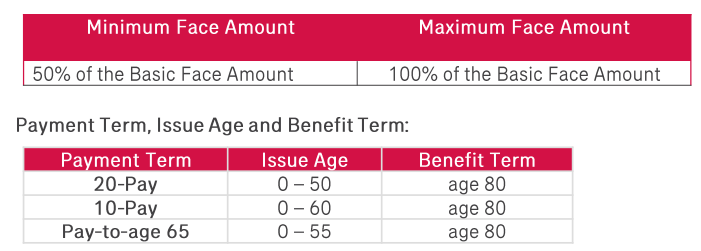 Minimum Face Amount Maximum Face Amount
50% of the Basic Face Amount 100% of the Basic Face Amount
Payment Term, Issue Age and Benefit Term:
Payment Term Issue Age Benefit Term
20-Pay 0 – 50 age 80
10-Pay 0 – 60 age 80
Pay-to-age 65 0 – 55 age 80